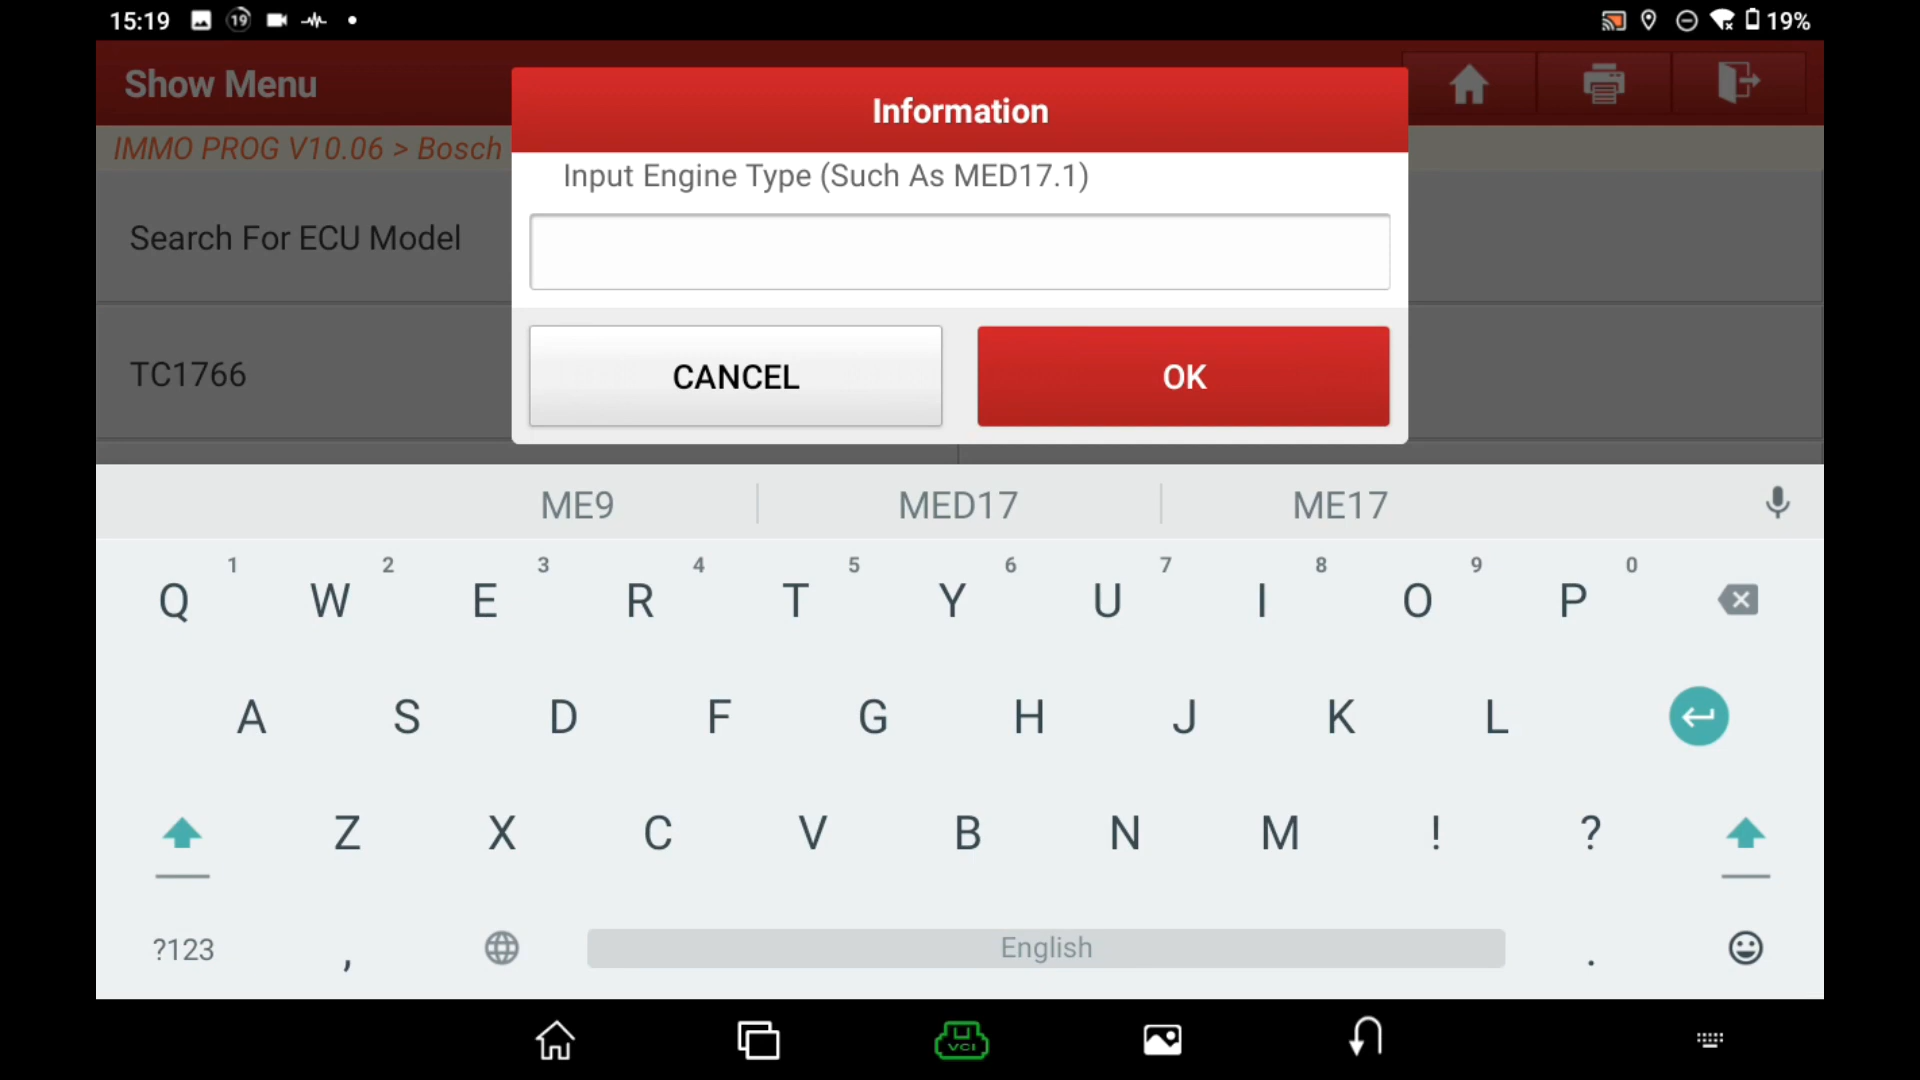 15:19 19 19%
Show Menu
Information
IMMO PROG V10.06 > Bosch
Input Engine Type (Such As MED17.1)
Search For ECU Model
CANCEL OK
TC1766
ME9 MED17 ME17
1 2 3 4 5 6 7 8 9 0
Q W E R T Y U I O P
A S D F G H J K L
Z X C V B N M ! ?
?123 , English .
VCI